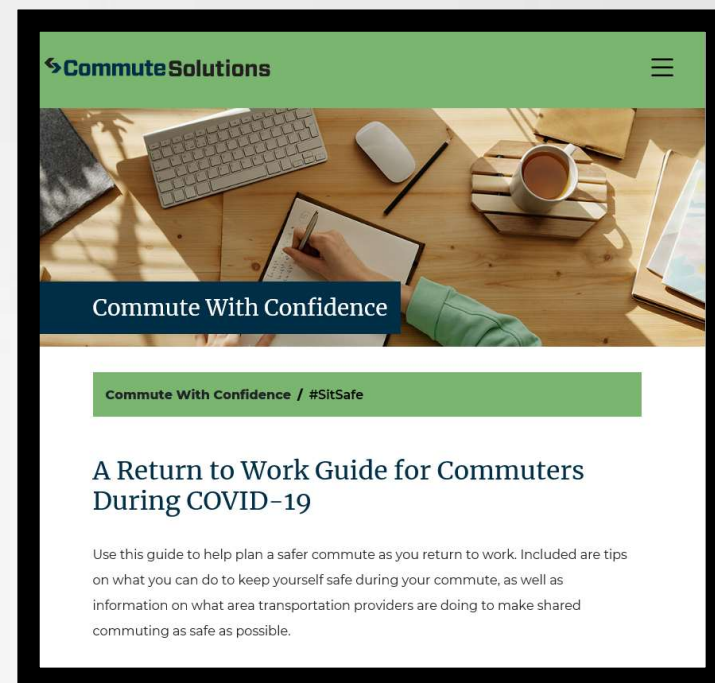 CommuteSolutions
Commute With Confidence
Commute With Confidence / #SitSafe
A Return to Work Guide for Commuters
During COVID-19
Use this guide to help plan a safer commute as you return to work. Included are tips
on what you can do to keep yourself safe during your commute, as well as
information on what area transportation providers are doing to make shared
commuting as safe as possible.